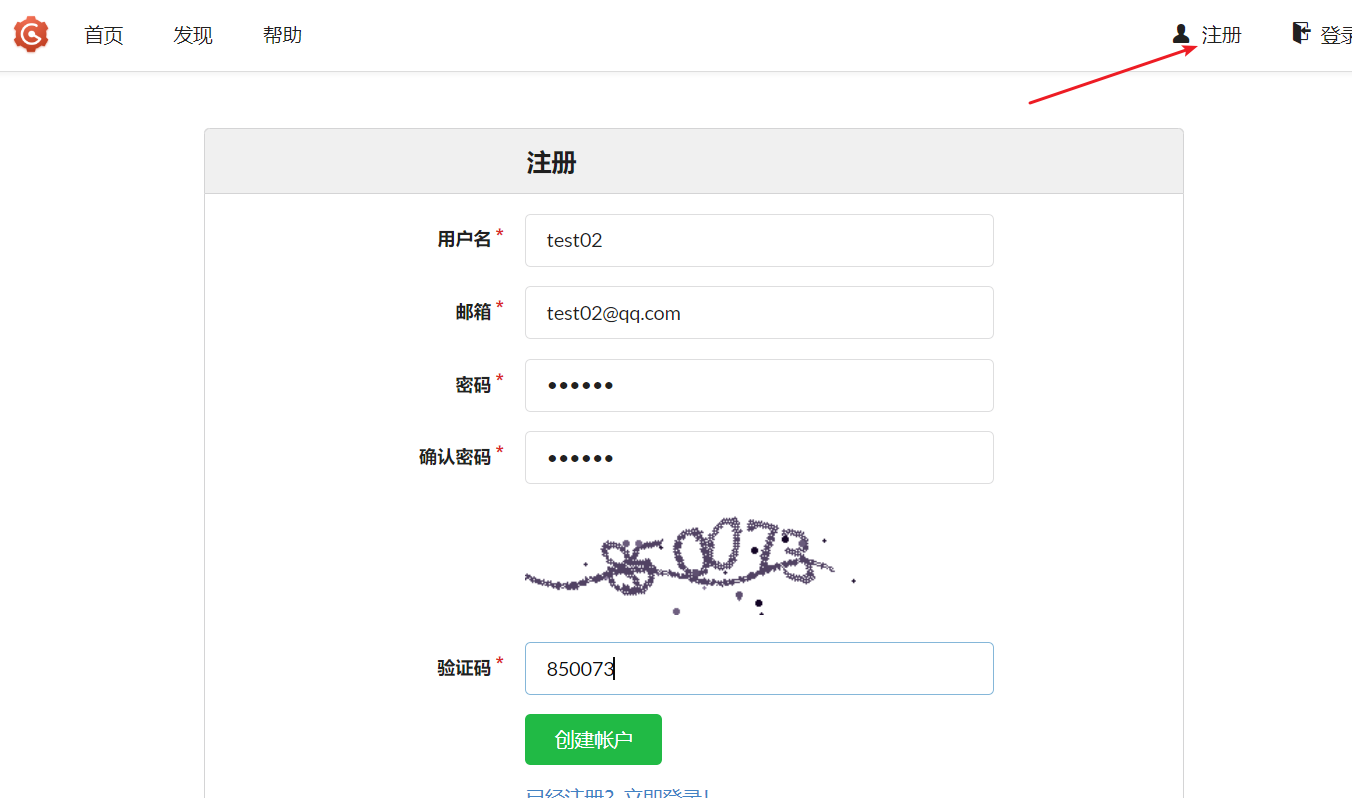 首页 发现 帮助 注册 登录
注册
用户名 *
test02
邮箱 *
test02@qq.com
密码 *
••••••
确认密码 *
••••••
850073
验证码 *
850073
创建帐户
已经注册？立即登录！